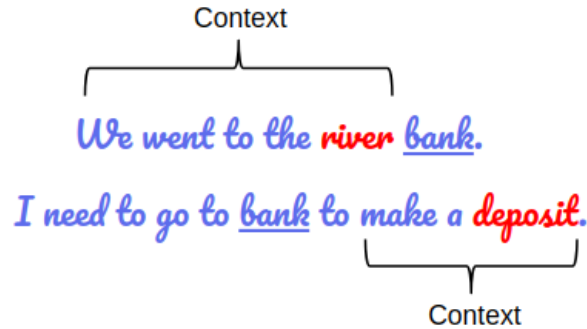 Context
We went to the river bank.
I need to go to bank to make a deposit.
Context